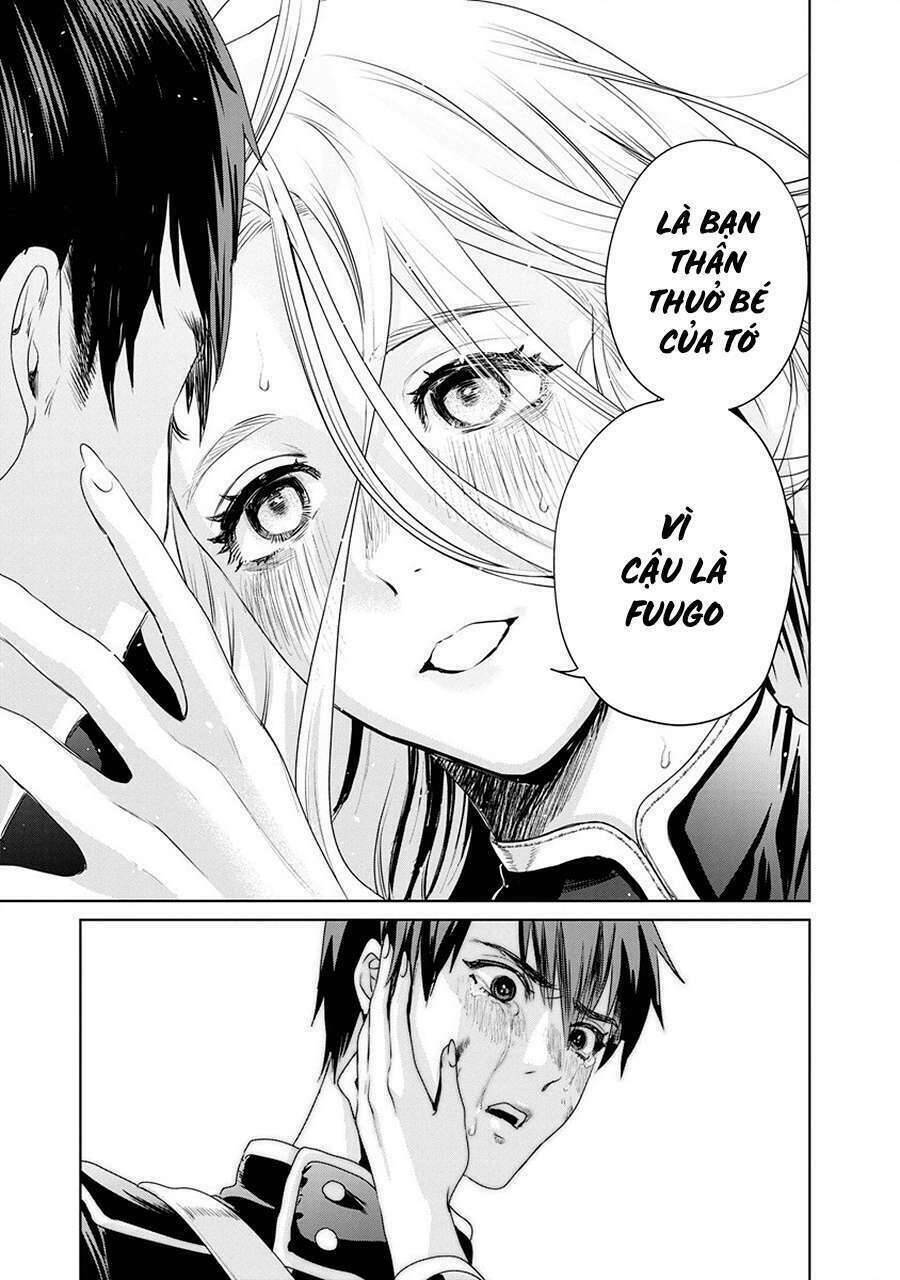 LÀ BẠN
THÂN
THUỞ BÉ
CỦA TỚ
VÌ
CẬU LÀ
FUUGO